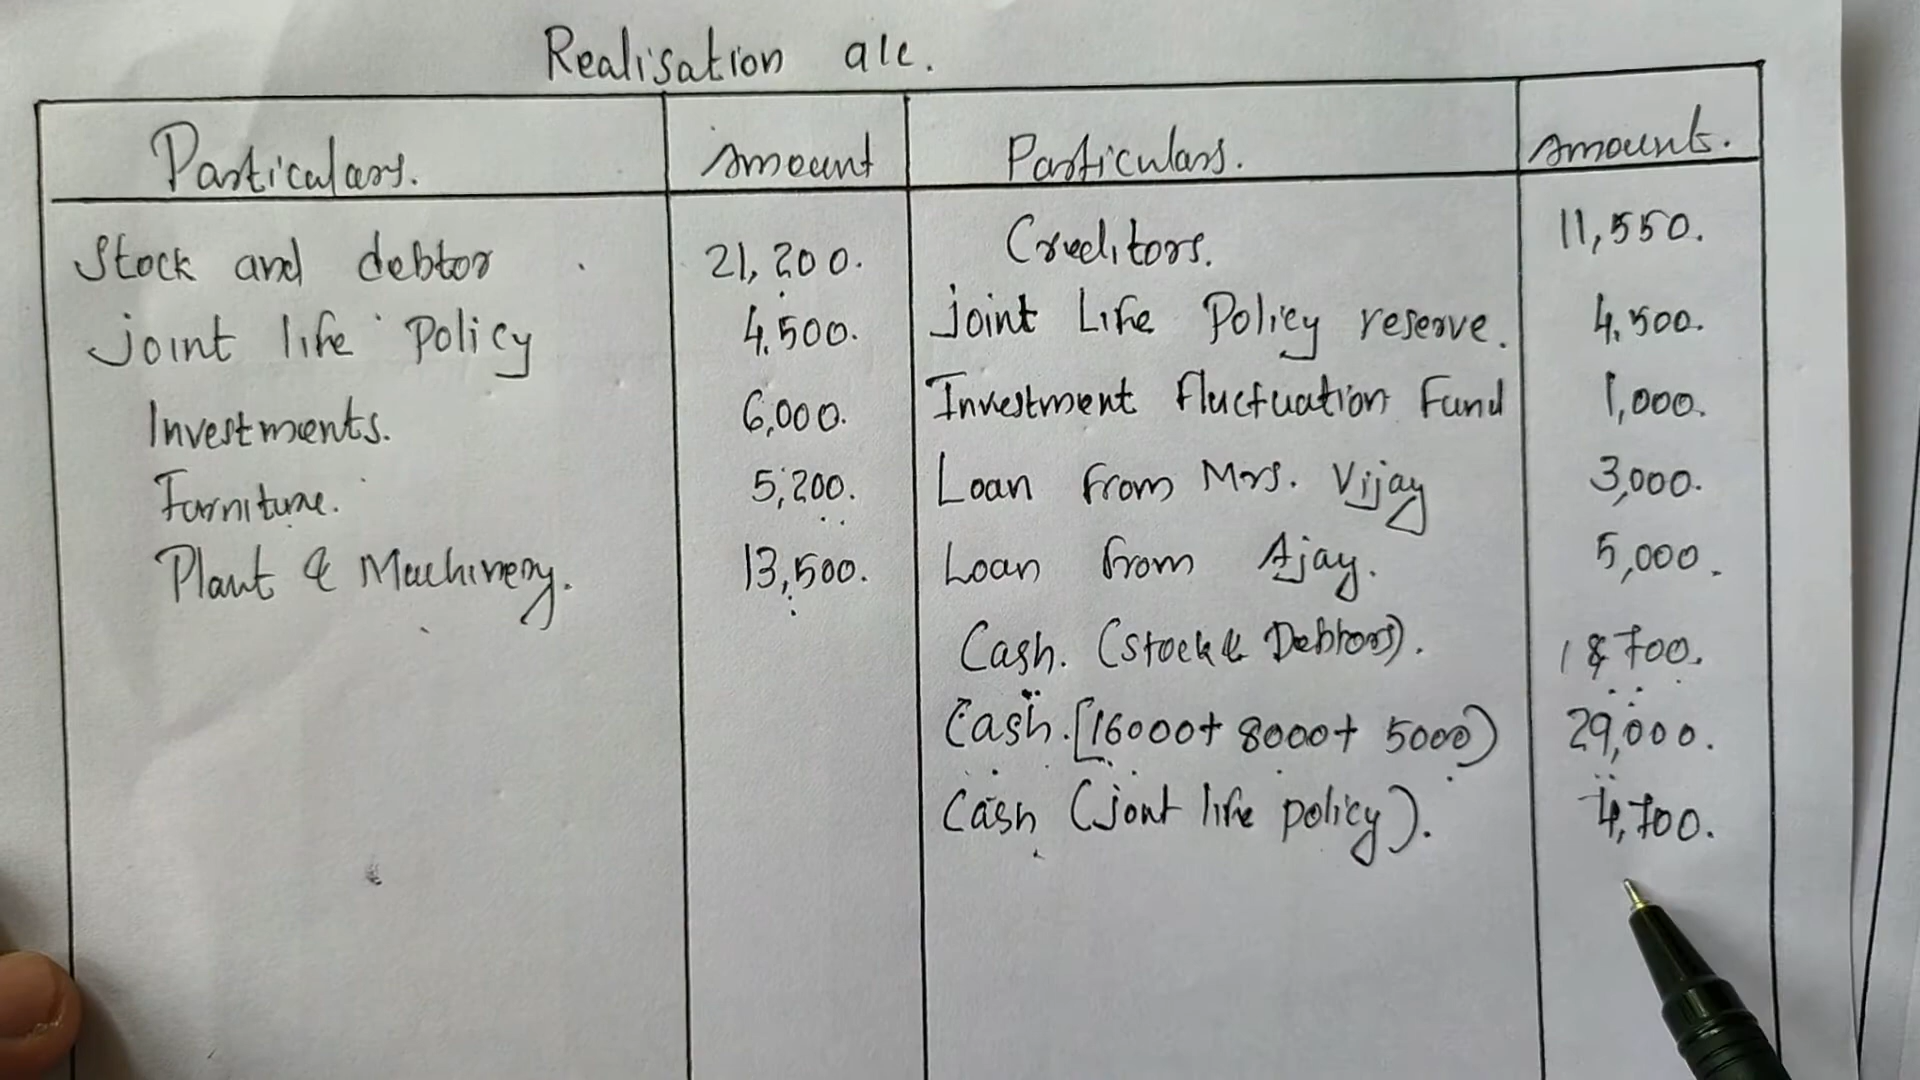 Realisation a/c.
Particulars. Amount Particulars. Amounts.
Stock and debtor 21,200. Creditors. 11,550.
Joint life Policy 4,500. Joint Life Policy reserve. 4,500.
Investments. 6,000. Investment Fluctuation Fund 1,000.
Furniture. 5,200. Loan from Mrs. Vijay 3,000.
Plant & Machinery. 13,500. Loan from Ajay. 5,000.
Cash. (Stock & Debtors). 18700.
Cash. [16000+ 8000+ 5000) 29,000.
Cash (Jont life policy). 4,700.